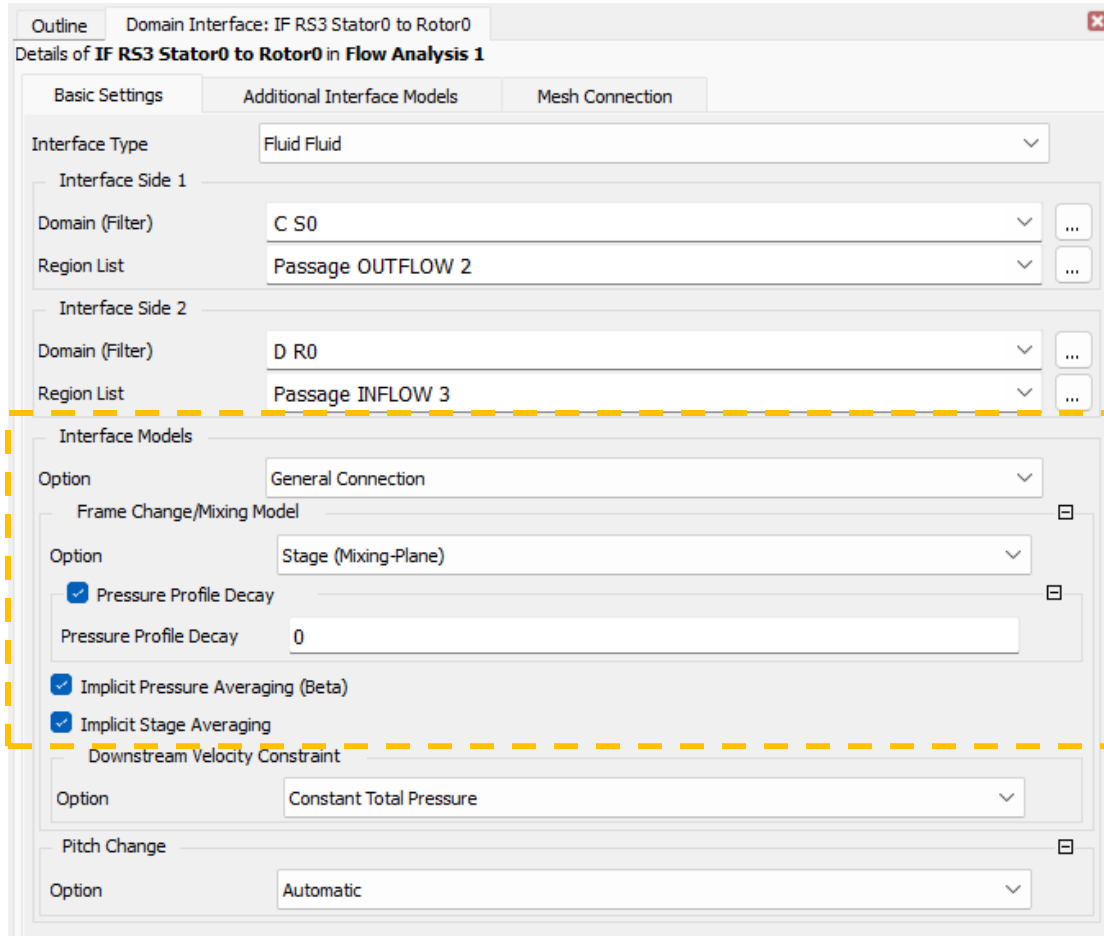 Outline Domain Interface: IF RS3 Stator0 to Rotor0
Details of IF RS3 Stator0 to Rotor0 in Flow Analysis 1
Basic Settings Additional Interface Models Mesh Connection
Interface Type Fluid Fluid
Interface Side 1
Domain (Filter) C S0 ...
Region List Passage OUTFLOW 2 ...
Interface Side 2
Domain (Filter) D R0 ...
Region List Passage INFLOW 3 ...
Interface Models
Option General Connection
Frame Change/Mixing Model
Option Stage (Mixing-Plane)
Pressure Profile Decay
Pressure Profile Decay 0
Implicit Pressure Averaging (Beta)
Implicit Stage Averaging
Downstream Velocity Constraint
Option Constant Total Pressure
Pitch Change
Option Automatic